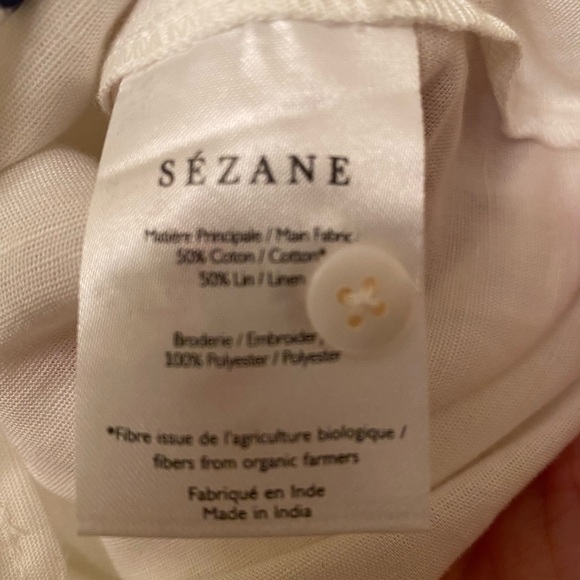 SÉZANE
Matière Principale / Main Fabric
50% Coton / Cotton*
50% Lin / Linen
Broderie / Embroider
100% Polyester / Polyester
*Fibre issue de l'agriculture biologique /
fibers from organic farmers
Fabriqué en Inde
Made in India